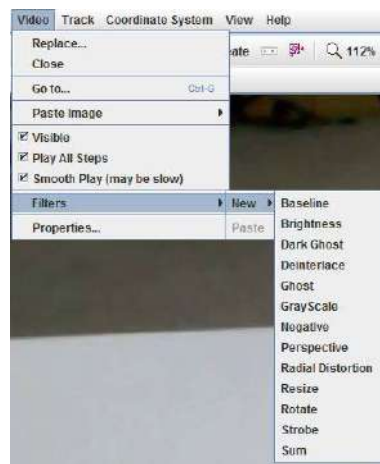 Video Track Coordinate System View Help
Replace...
Close
ate 112%
Go to... Ctrl-G
Paste Image
Visible
Play All Steps
Smooth Play (may be slow)
Filters New Baseline
Properties... Paste Brightness
Dark Ghost
Deinterlace
Ghost
GrayScale
Negative
Perspective
Radial Distortion
Resize
Rotate
Strobe
Sum